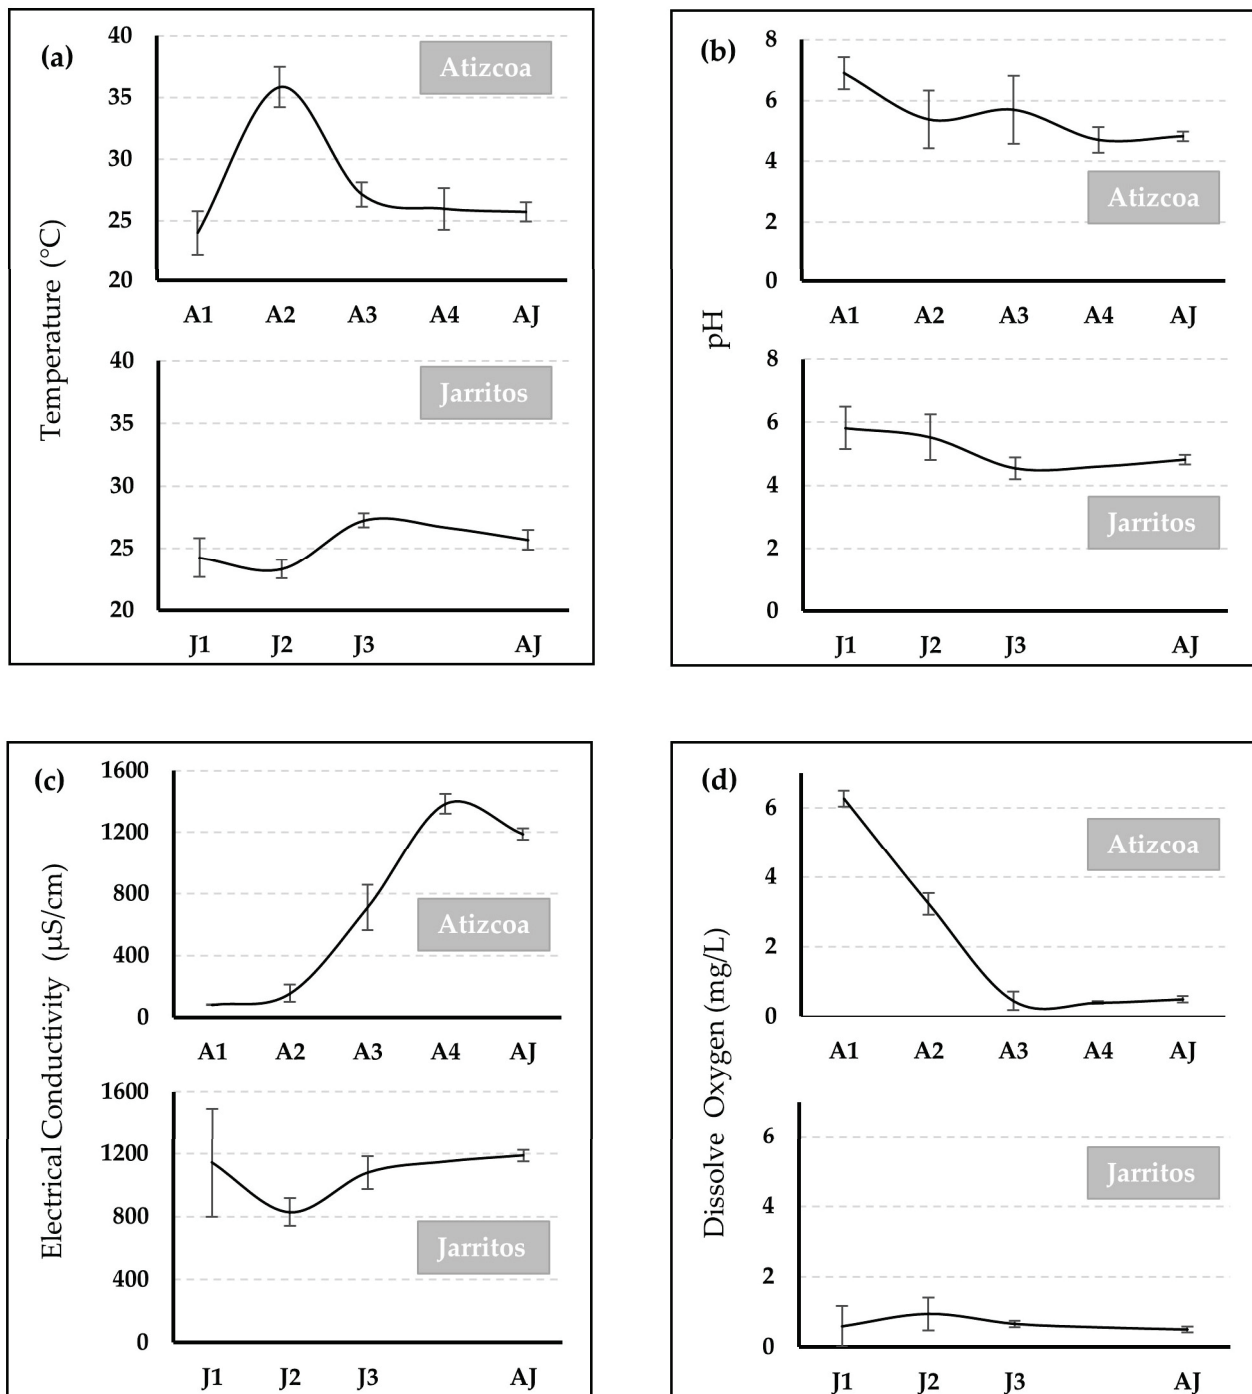 (a)
Temperature (°C)
40
35
30
25
20
Atizcoa
A1 A2 A3 A4 AJ
40
35
30
25
20
Jarritos
J1 J2 J3 AJ
(b)
pH
8
6
4
2
0
Atizcoa
A1 A2 A3 A4 AJ
8
6
4
2
0
Jarritos
J1 J2 J3 AJ
(c)
Electrical Conductivity (µS/cm)
1600
1200
800
400
0
Atizcoa
A1 A2 A3 A4 AJ
1600
1200
800
400
0
Jarritos
J1 J2 J3 AJ
(d)
Dissolve Oxygen (mg/L)
6
4
2
0
Atizcoa
A1 A2 A3 A4 AJ
6
4
2
0
Jarritos
J1 J2 J3 AJ